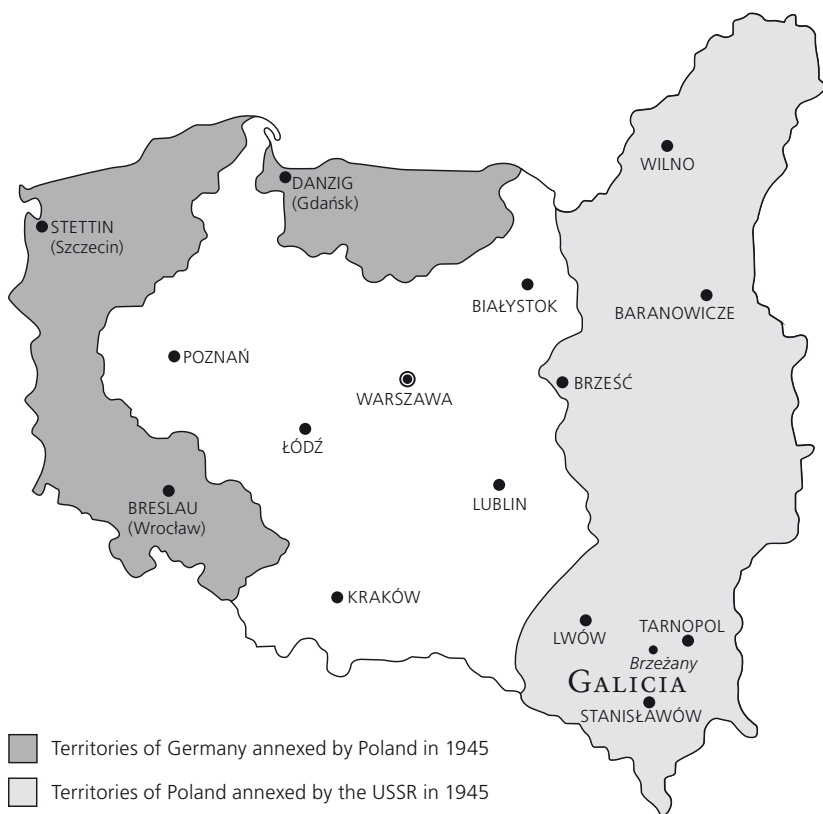 WILNO
DANZIG
(Gdańsk)
STETTIN
(Szczecin)
BIAŁYSTOK
BARANOWICZE
POZNAŃ
WARSZAWA
BRZEŚĆ
ŁÓDŹ
BRESLAU
(Wrocław)
LUBLIN
KRAKÓW
LWÓW
TARNOPOL
Brzeżany
GALICIA
STANISŁAWÓW
Territories of Germany annexed by Poland in 1945
Territories of Poland annexed by the USSR in 1945